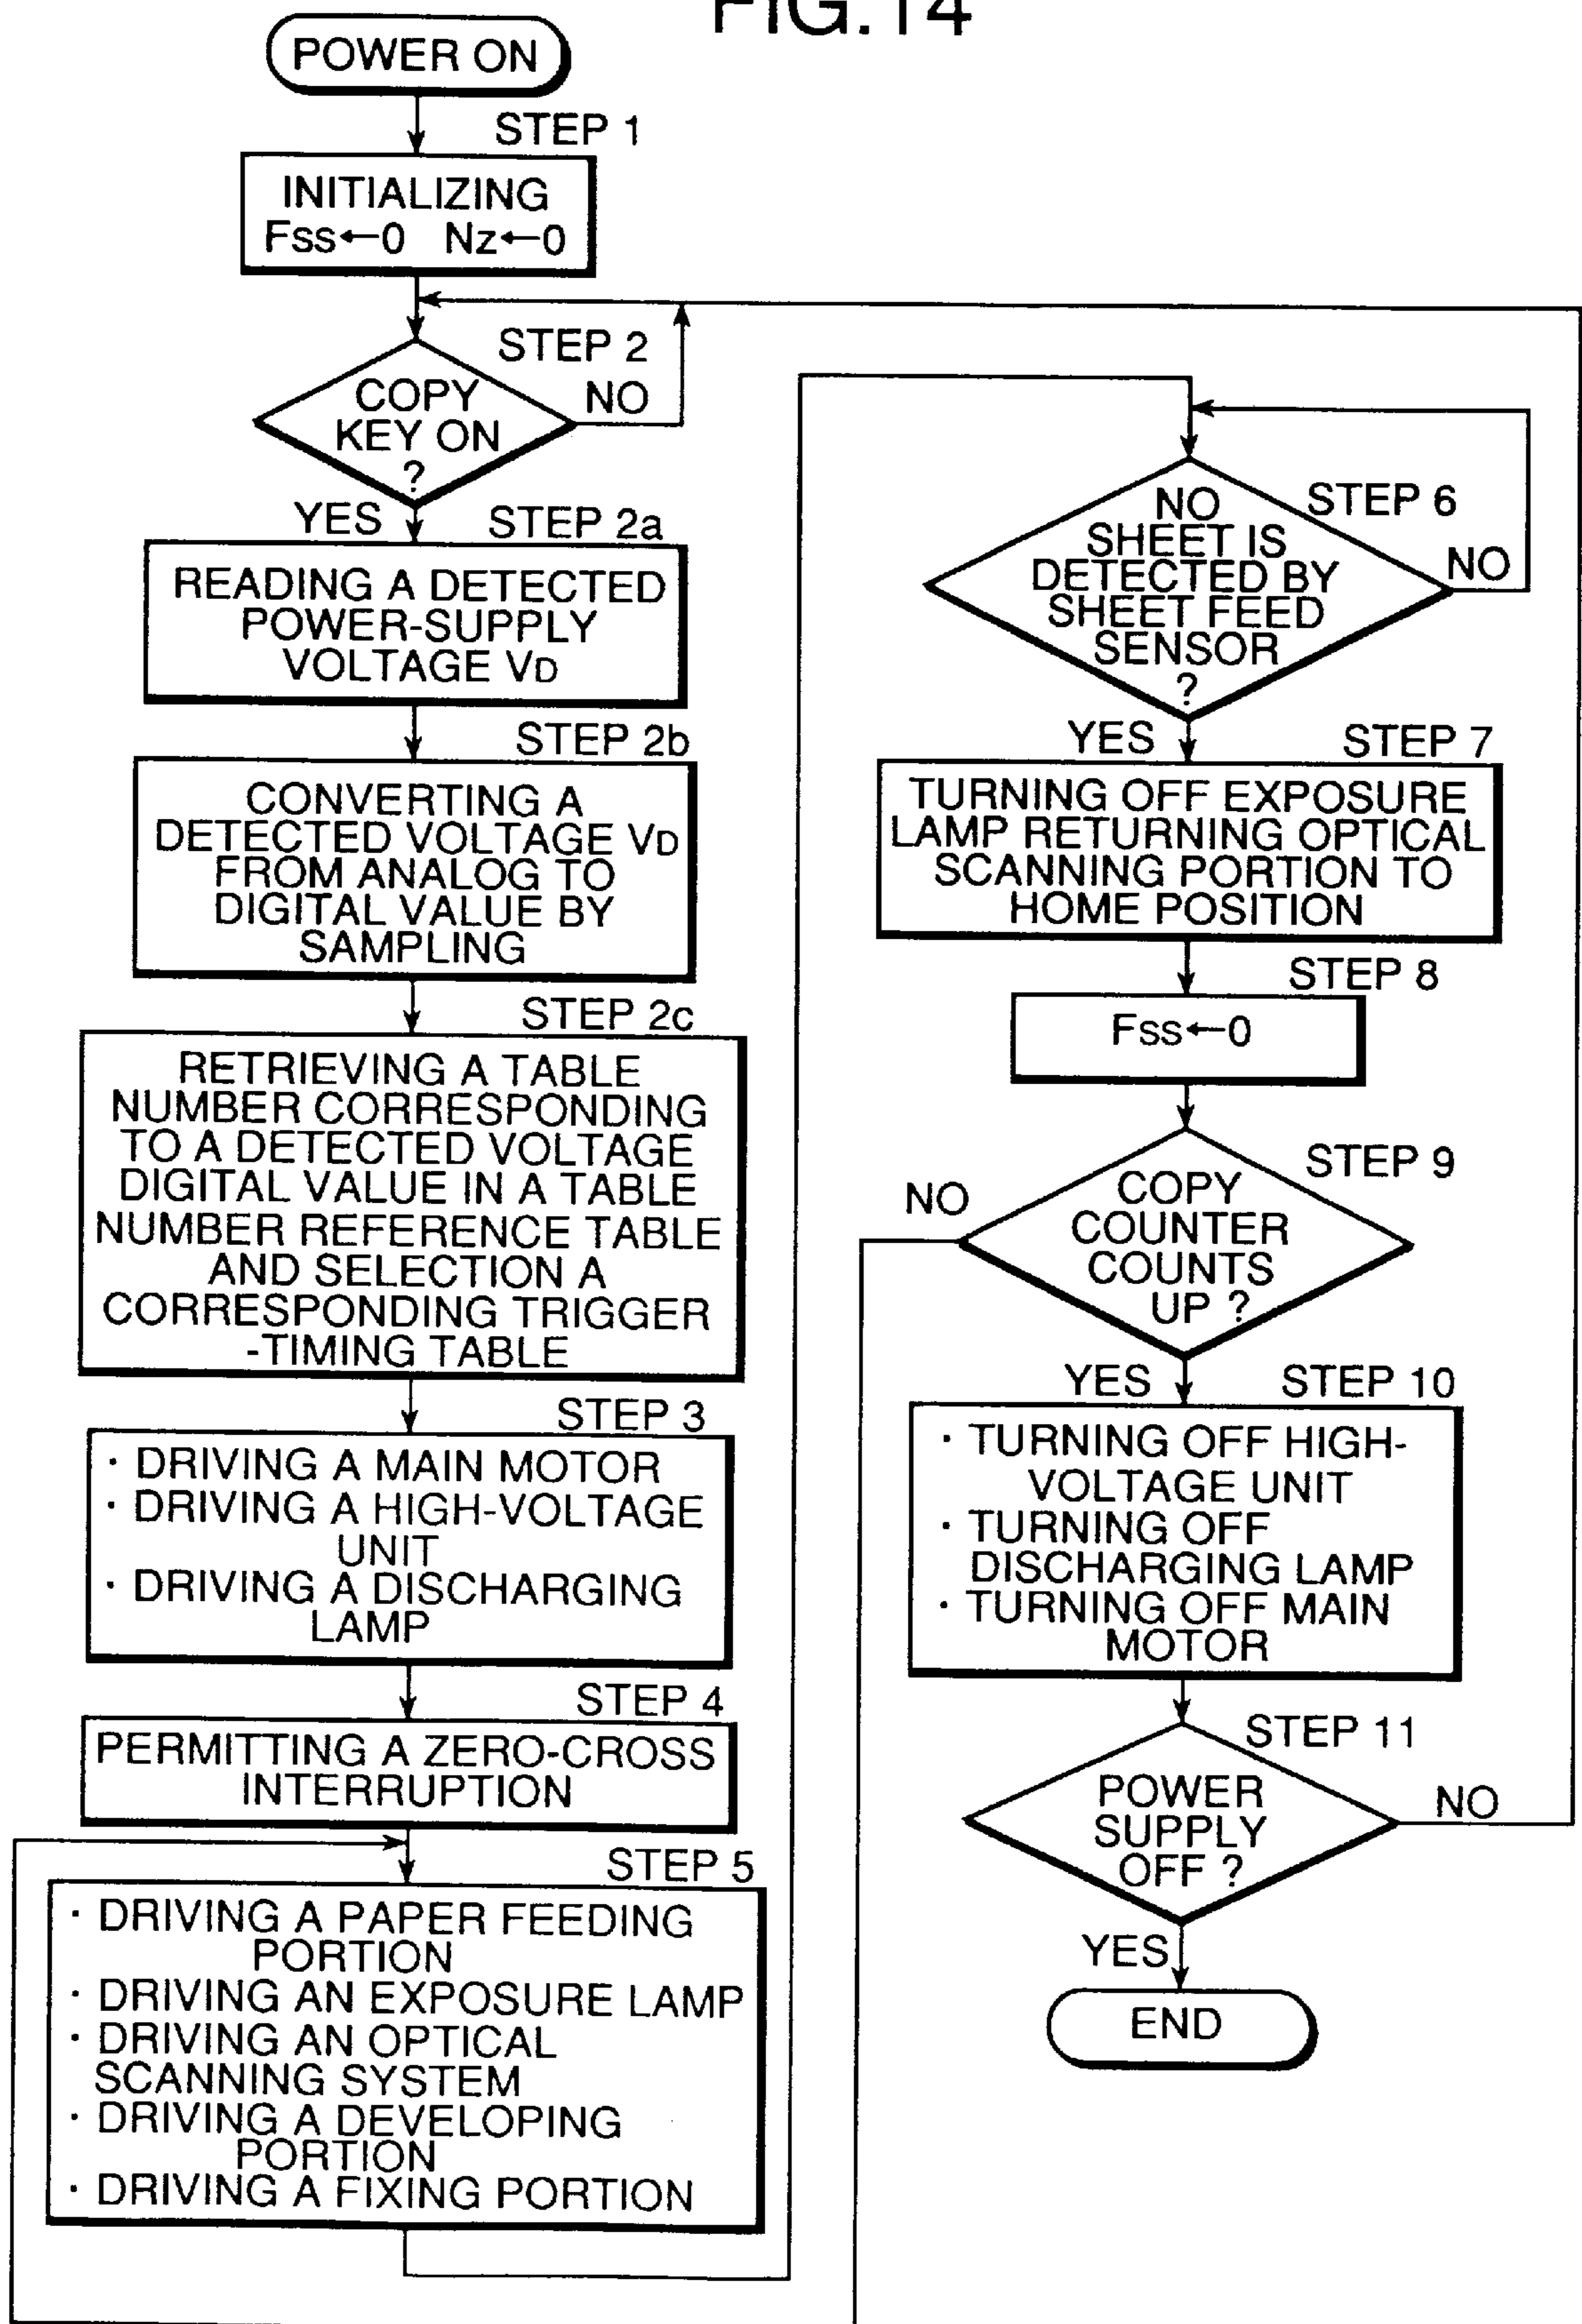 FIG.14
POWER ON
STEP 1
INITIALIZING
Fss←0 Nz←0
STEP 2
COPY
KEY ON
?
NO
YES
STEP 2a
READING A DETECTED
POWER-SUPPLY
VOLTAGE VD
STEP 2b
CONVERTING A
DETECTED VOLTAGE VD
FROM ANALOG TO
DIGITAL VALUE BY
SAMPLING
STEP 2c
RETRIEVING A TABLE
NUMBER CORRESPONDING
TO A DETECTED VOLTAGE
DIGITAL VALUE IN A TABLE
NUMBER REFERENCE TABLE
AND SELECTION A
CORRESPONDING TRIGGER
-TIMING TABLE
STEP 3
· DRIVING A MAIN MOTOR
· DRIVING A HIGH-VOLTAGE
UNIT
· DRIVING A DISCHARGING
LAMP
STEP 4
PERMITTING A ZERO-CROSS
INTERRUPTION
STEP 5
· DRIVING A PAPER FEEDING
PORTION
· DRIVING AN EXPOSURE LAMP
· DRIVING AN OPTICAL
SCANNING SYSTEM
· DRIVING A DEVELOPING
PORTION
· DRIVING A FIXING PORTION
STEP 6
NO
SHEET IS
DETECTED BY
SHEET FEED
SENSOR
?
NO
YES
STEP 7
TURNING OFF EXPOSURE
LAMP RETURNING OPTICAL
SCANNING PORTION TO
HOME POSITION
STEP 8
Fss←0
STEP 9
NO
COPY
COUNTER
COUNTS
UP ?
YES
STEP 10
· TURNING OFF HIGH-
VOLTAGE UNIT
· TURNING OFF
DISCHARGING LAMP
· TURNING OFF MAIN
MOTOR
STEP 11
POWER
SUPPLY
OFF ?
NO
YES
END